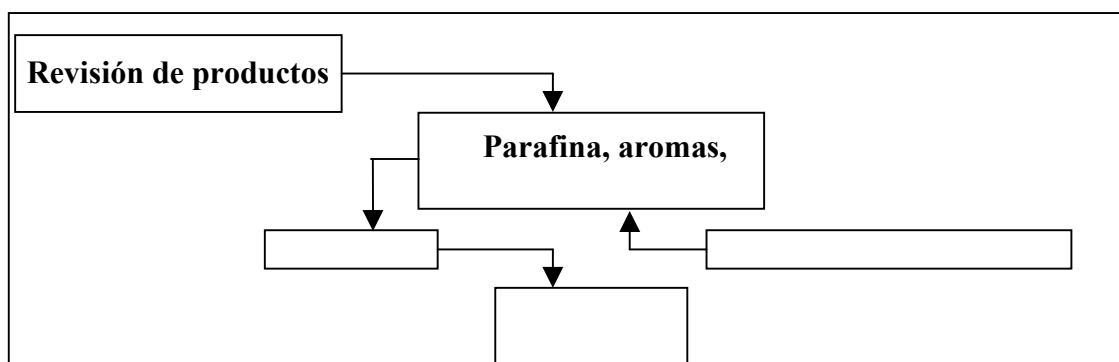 Revisión de productos
Parafina, aromas,